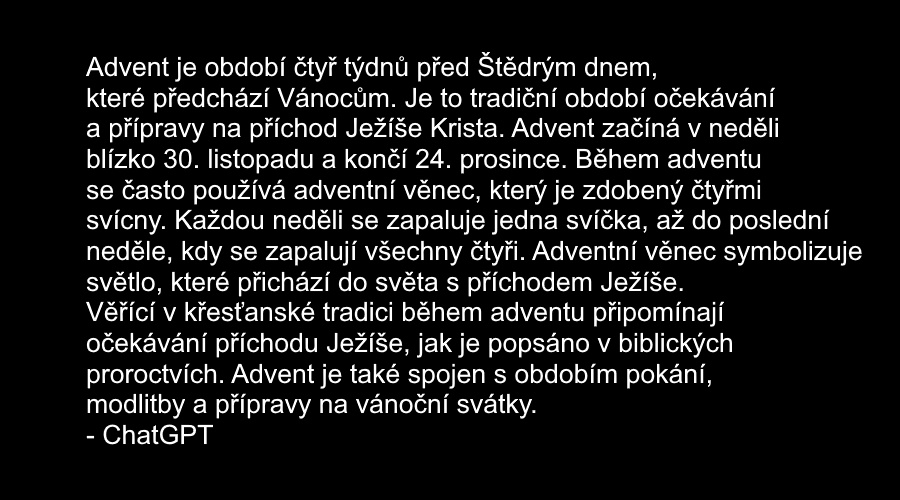 Advent je období čtyř týdnů před Štědrým dnem,
které předchází Vánocům. Je to tradiční období očekávání
a přípravy na příchod Ježíše Krista. Advent začíná v neděli
blízko 30. listopadu a končí 24. prosince. Během adventu
se často používá adventní věnec, který je zdobený čtyřmi
svícny. Každou neděli se zapaluje jedna svíčka, až do poslední
neděle, kdy se zapalují všechny čtyři. Adventní věnec symbolizuje
světlo, které přichází do světa s příchodem Ježíše.
Věřící v křesťanské tradici během adventu připomínají
očekávání příchodu Ježíše, jak je popsáno v biblických
proroctvích. Advent je také spojen s obdobím pokání,
modlitby a přípravy na vánoční svátky.
- ChatGPT